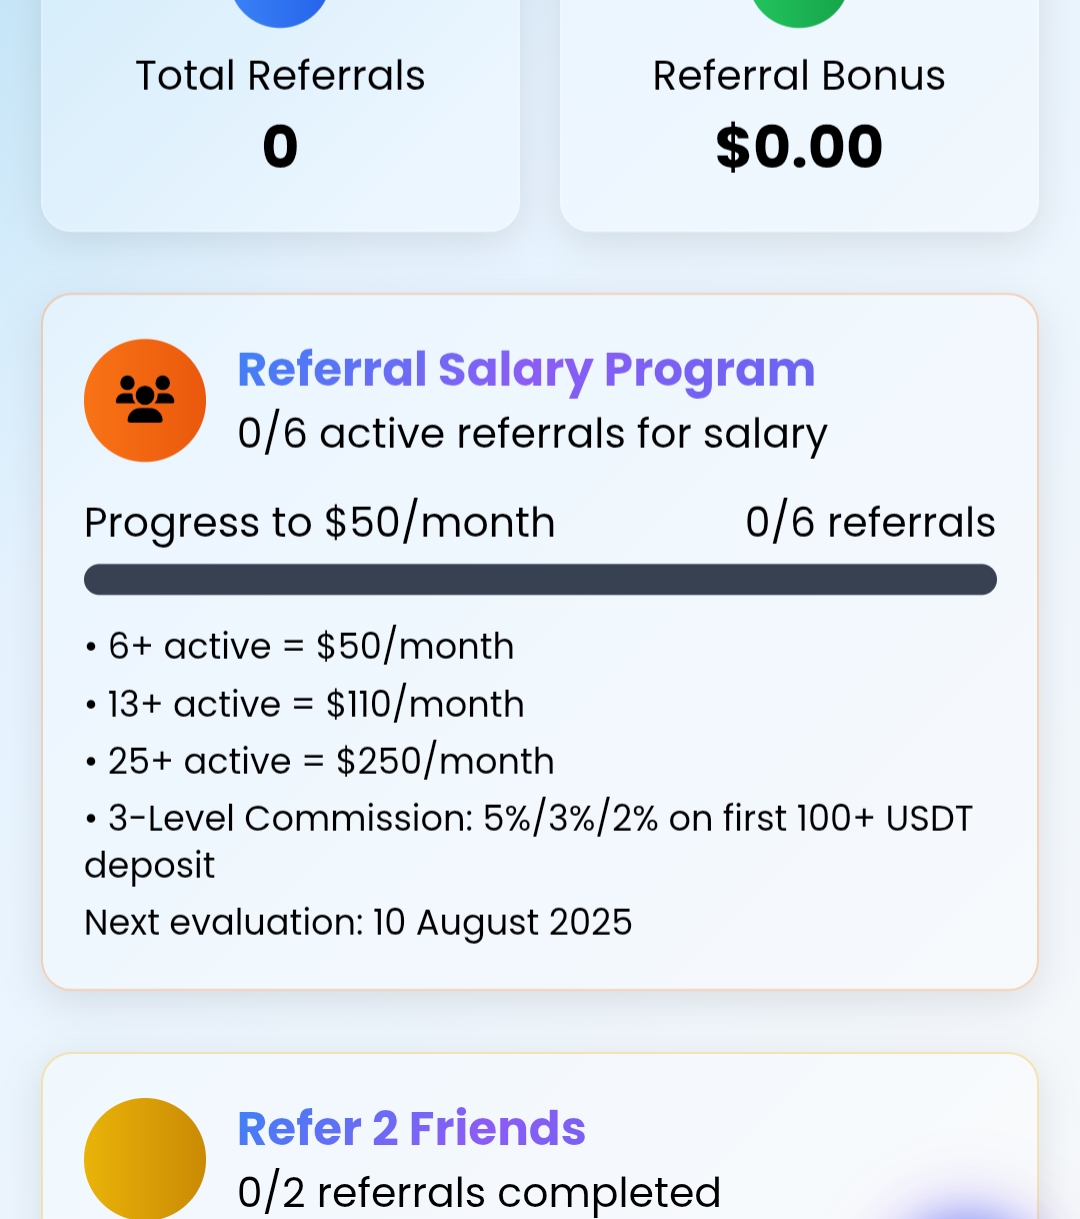 Total Referrals
0
Referral Bonus
$0.00
Referral Salary Program
0/6 active referrals for salary
Progress to $50/month
0/6 referrals
• 6+ active = $50/month
• 13+ active = $110/month
• 25+ active = $250/month
• 3-Level Commission: 5%/3%/2% on first 100+ USDT
deposit
Next evaluation: 10 August 2025
Refer 2 Friends
0/2 referrals completed